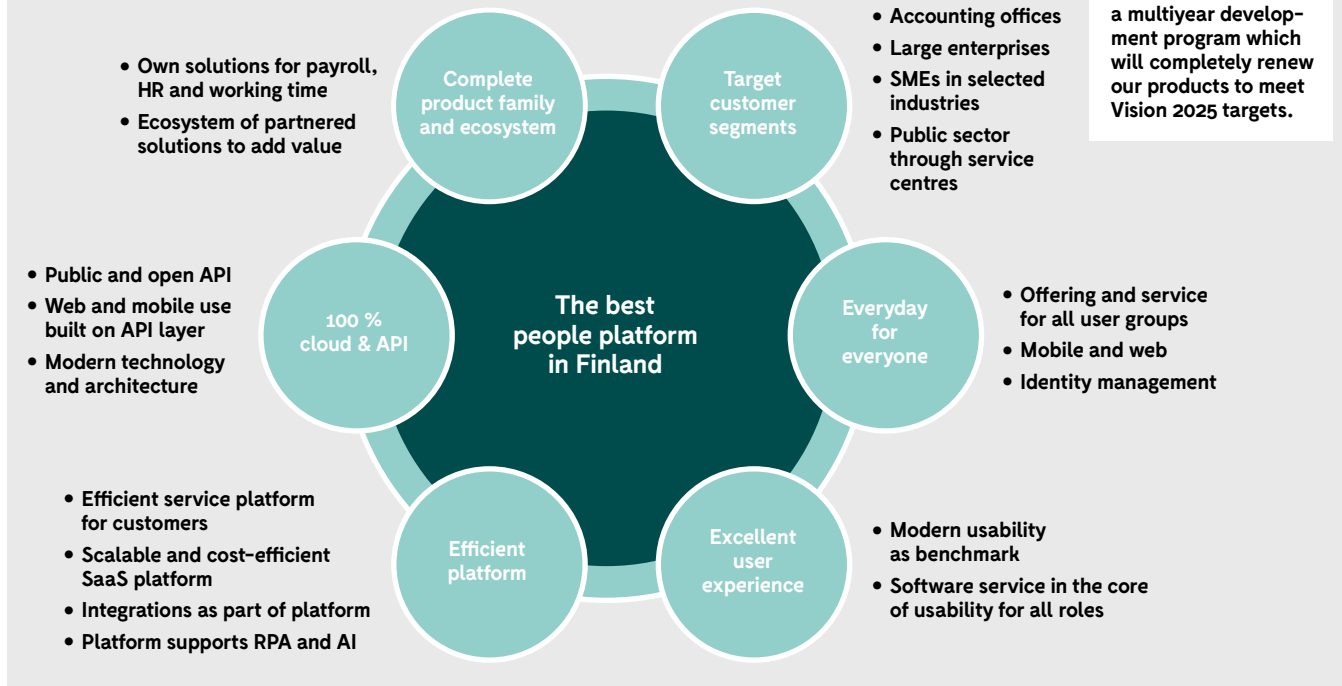 • Own solutions for payroll,
HR and working time
• Ecosystem of partnered
solutions to add value
Complete
product family
and ecosystem
Target
customer
segments
• Accounting offices
• Large enterprises
• SMEs in selected
industries
• Public sector
through service
centres
a multiyear develop-
ment program which
will completely renew
our products to meet
Vision 2025 targets.
• Public and open API
• Web and mobile use
built on API layer
• Modern technology
and architecture
100 %
cloud & API
The best
people platform
in Finland
Everyday
for
everyone
• Offering and service
for all user groups
• Mobile and web
• Identity management
• Efficient service platform
for customers
• Scalable and cost-efficient
SaaS platform
• Integrations as part of platform
• Platform supports RPA and AI
Efficient
platform
Excellent
user
experience
• Modern usability
as benchmark
• Software service in the core
of usability for all roles